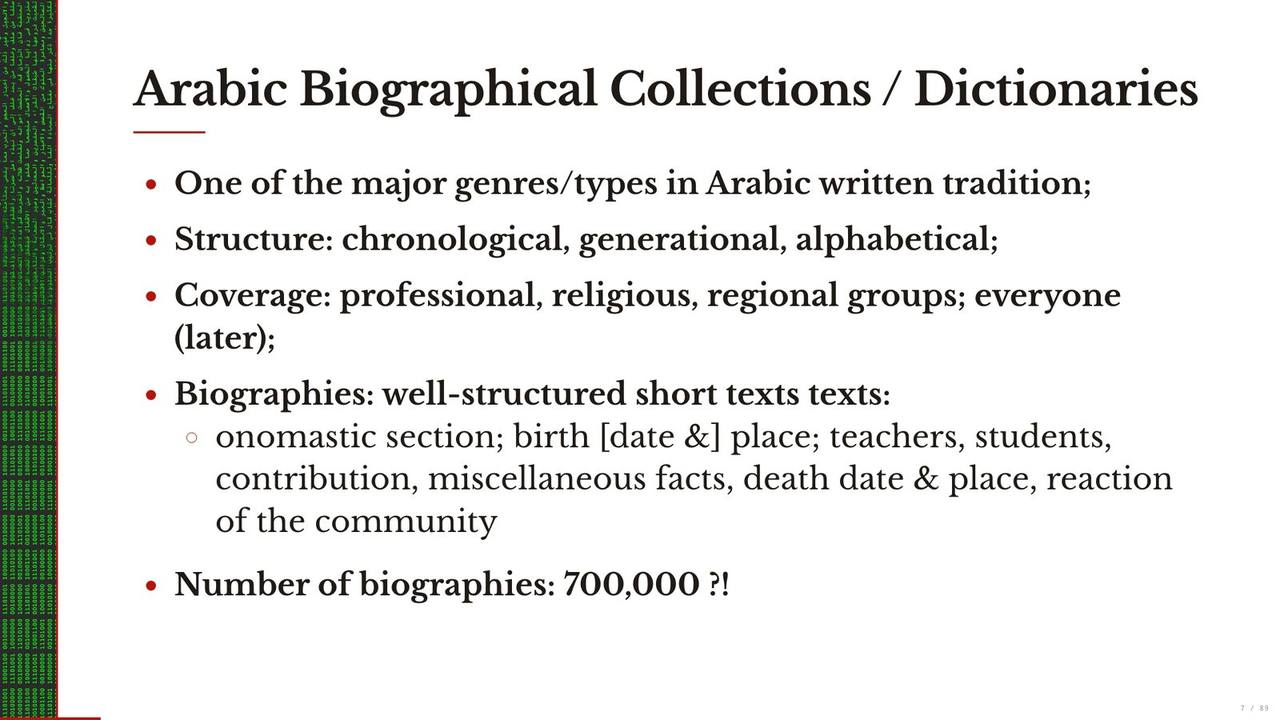 Arabic Biographical Collections / Dictionaries
• One of the major genres/types in Arabic written tradition;
• Structure: chronological, generational, alphabetical;
• Coverage: professional, religious, regional groups; everyone
(later);
• Biographies: well-structured short texts texts:
○ onomastic section; birth [date &] place; teachers, students,
contribution, miscellaneous facts, death date & place, reaction
of the community
• Number of biographies: 700,000 ?!
7 / 89